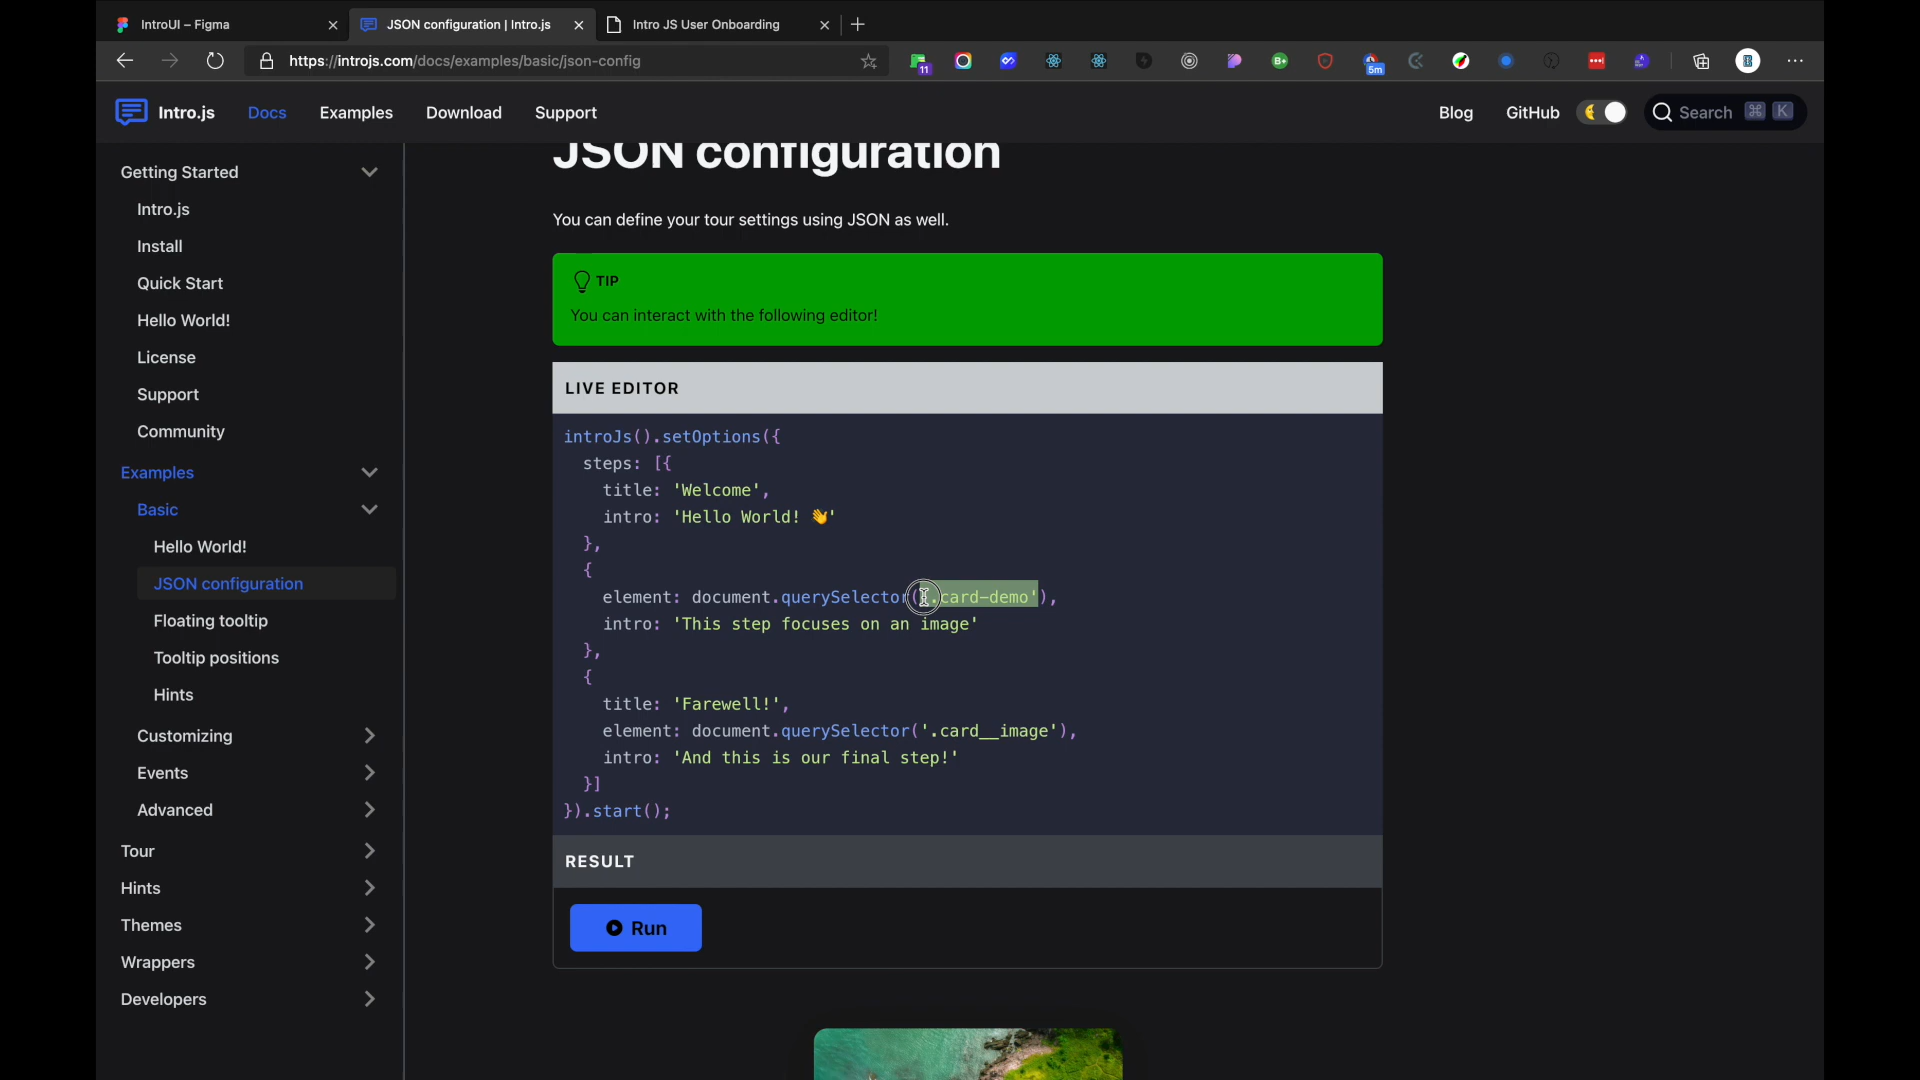 IntroUI – Figma
JSON configuration | Intro.js
Intro JS User Onboarding
https://introjs.com/docs/examples/basic/json-config
11
5m
Intro.js
Docs
Examples
Download
Support
Blog
GitHub
Search ⌘ K
Getting Started
Intro.js
Install
Quick Start
Hello World!
License
Support
Community
Examples
Basic
Hello World!
JSON configuration
Floating tooltip
Tooltip positions
Hints
Customizing
Events
Advanced
Tour
Hints
Themes
Wrappers
Developers
JSON configuration
You can define your tour settings using JSON as well.
TIP
You can interact with the following editor!
LIVE EDITOR
introJs().setOptions({
steps: [{
title: 'Welcome',
intro: 'Hello World! 👋'
},
{
element: document.querySelector('.card-demo'),
intro: 'This step focuses on an image'
},
{
title: 'Farewell!',
element: document.querySelector('.card__image'),
intro: 'And this is our final step!'
}]
}).start();
RESULT
Run